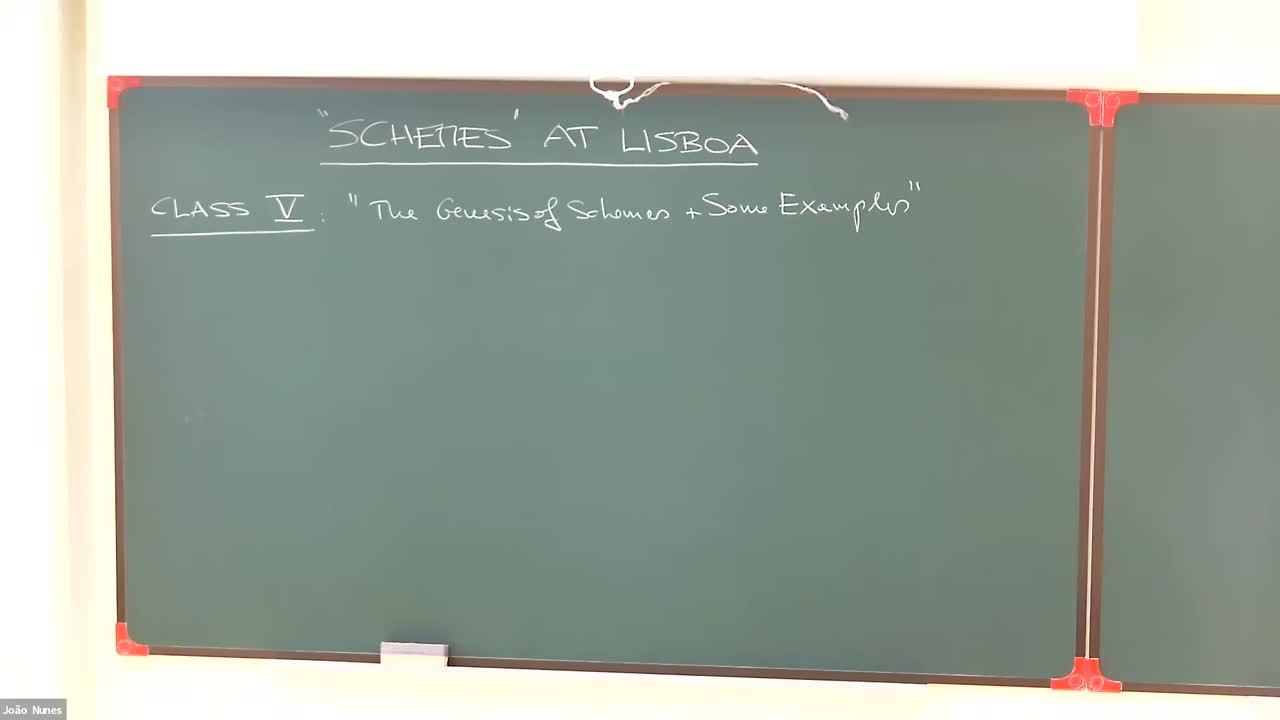 "SCHEMES" AT LISBOA
CLASS V: "The Genesis of Schemes + Some Examples"
João Nunes